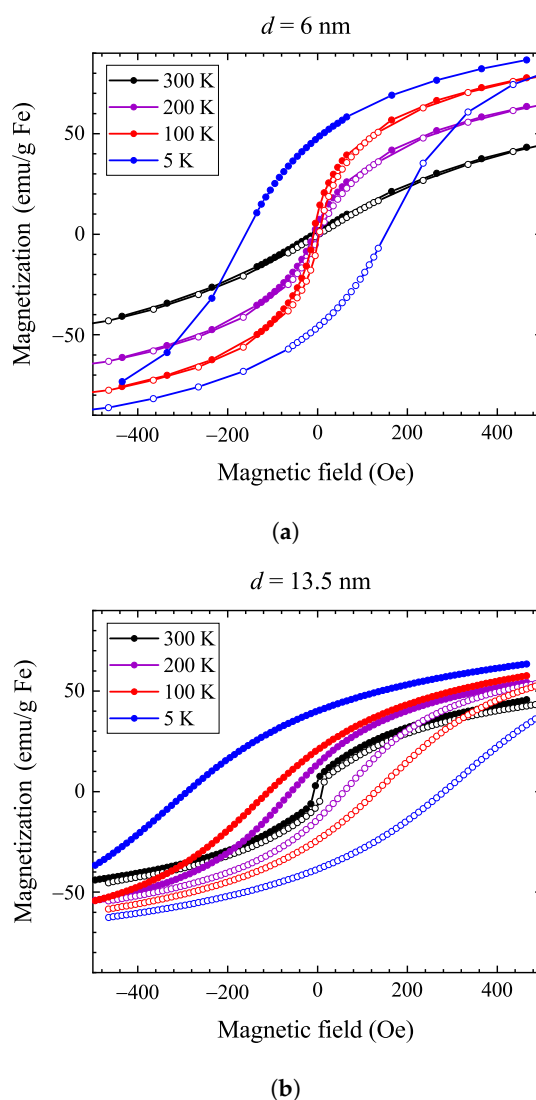 d = 6 nm
300 K
200 K
100 K
5 K
50
0
−50
−400
−200
0
200
400
Magnetization (emu/g Fe)
Magnetic field (Oe)
(a)
d = 13.5 nm
300 K
200 K
100 K
5 K
50
0
−50
−400
−200
0
200
400
Magnetization (emu/g Fe)
Magnetic field (Oe)
(b)